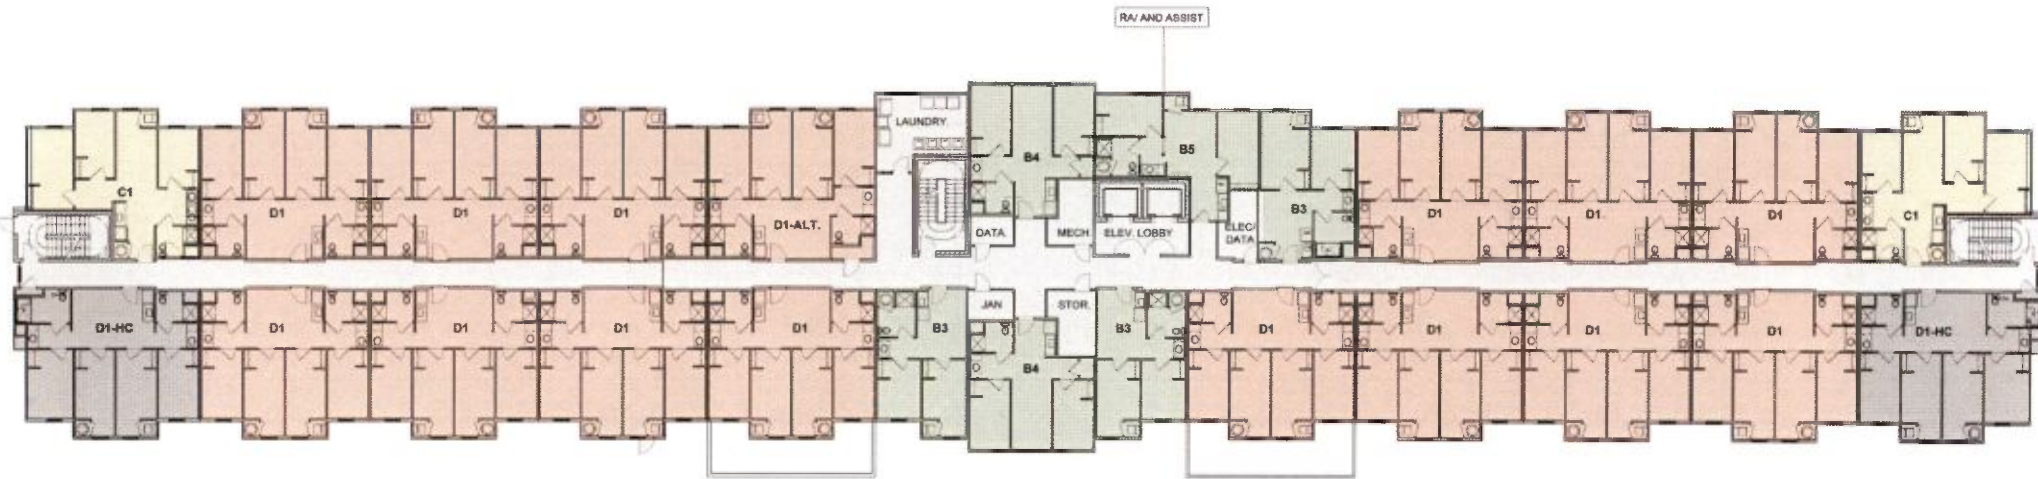 RA/ AND ASSIST
LAUNDRY.
B4
B5
C1
D1
D1
D1
D1-ALT.
B3
D1
D1
D1
C1
DATA
MECH
ELEV. LOBBY
ELEC/
DATA
D1-HC
D1
D1
D1
D1
B3
JAN
STOR.
B3
D1
D1
D1
D1
D1-HC
B4